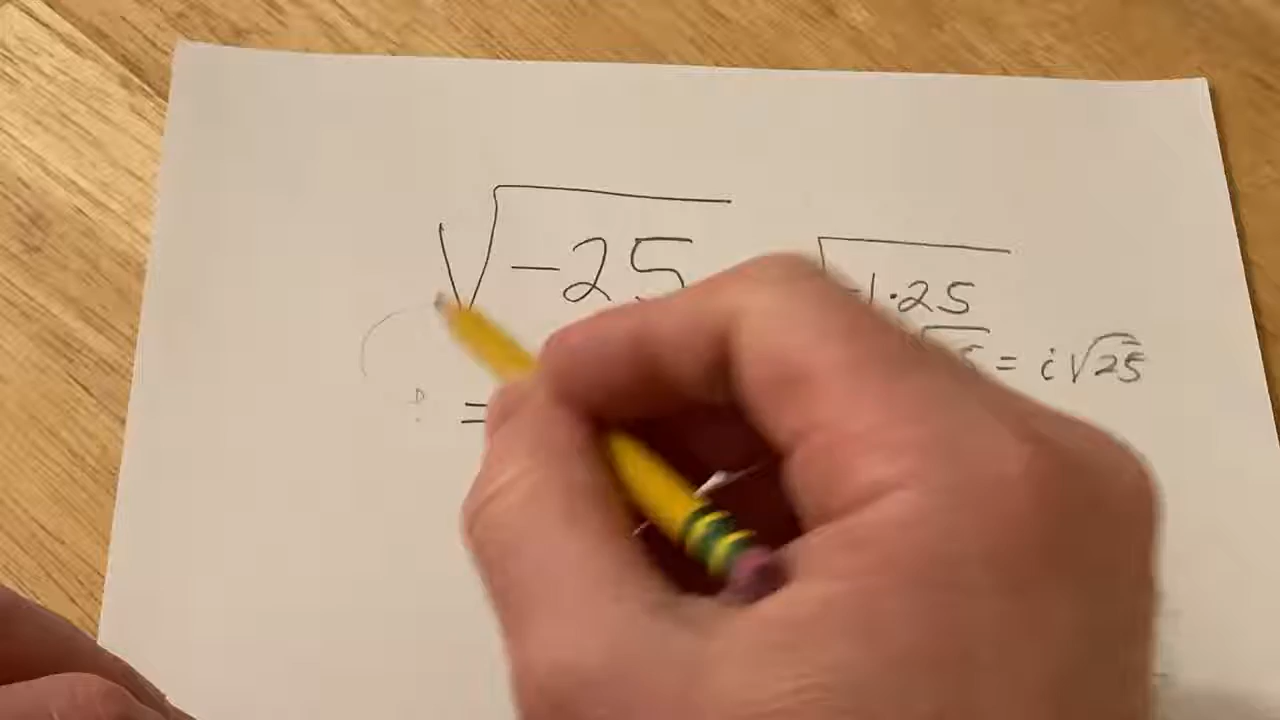 √-25
√-1·25
= i√25
=